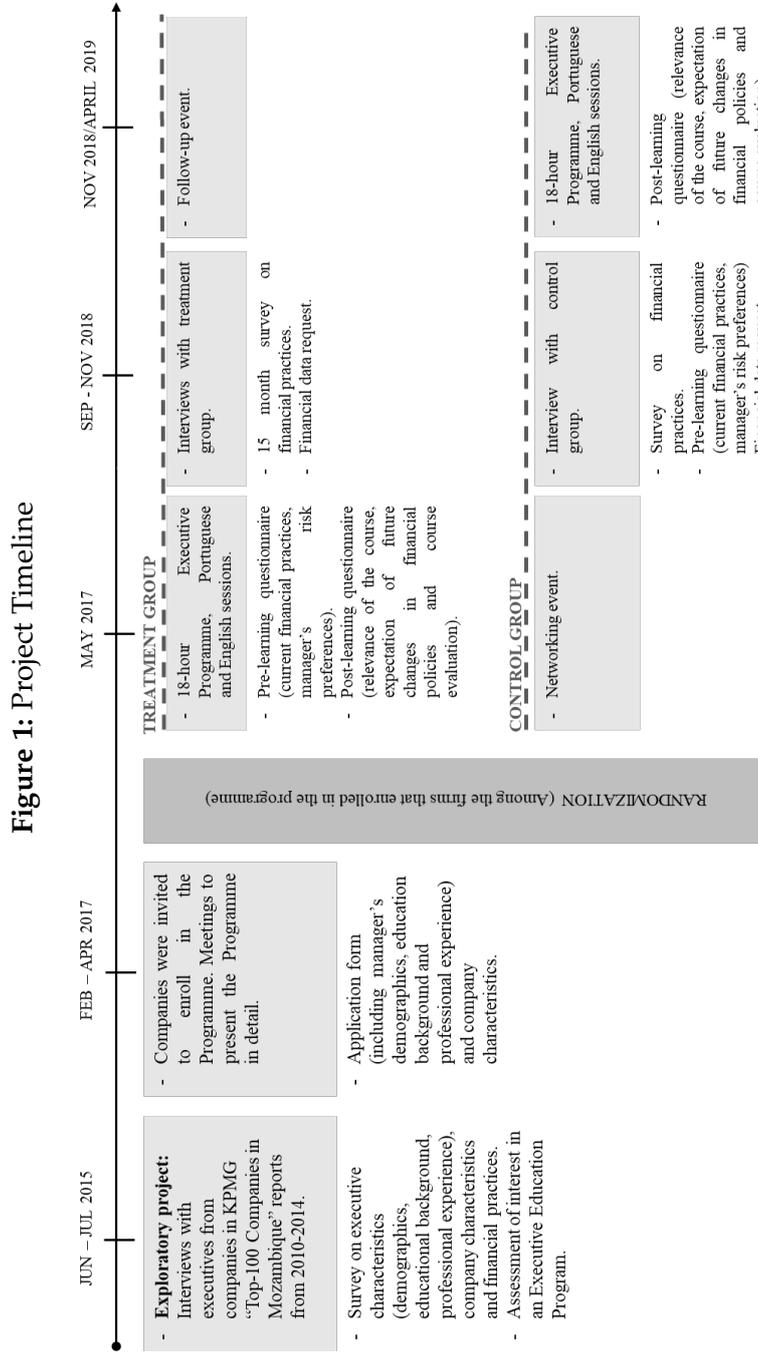 Figure 1: Project Timeline
JUN – JUL 2015
FEB – APR 2017
MAY 2017
SEP - NOV 2018
NOV 2018/APRIL 2019
- Exploratory project:
Interviews with
executives from
companies in KPMG
“Top-100 Companies in
Mozambique” reports
from 2010-2014.
- Survey on executive
characteristics
(demographics,
educational background,
professional experience),
company characteristics
and financial practices.
- Assessment of interest in
an Executive Education
Program.
- Companies were invited
to enroll in the
Programme. Meetings to
present the Programme
in detail.
- Application form
(including manager’s
demographics, education
background and
professional experience)
and company
characteristics.
RANDOMIZATION (Among the firms that enrolled in the programme)
TREATMENT GROUP
- 18-hour Executive
Programme, Portuguese
and English sessions.
- Pre-learning questionnaire
(current financial practices,
manager’s risk
preferences).
- Post-learning questionnaire
(relevance of the course,
expectation of future
changes in financial
policies and course
evaluation).
- Interviews with treatment
group.
- 15 month survey on
financial practices.
- Financial data request.
- Follow-up event.
CONTROL GROUP
- Networking event.
- Interview with control
group.
- Survey on financial
practices.
- Pre-learning questionnaire
(current financial practices,
manager’s risk preferences)
- 18-hour Executive
Programme, Portuguese
and English sessions.
- Post-learning
questionnaire (relevance
of the course, expectation
of future changes in
financial policies and